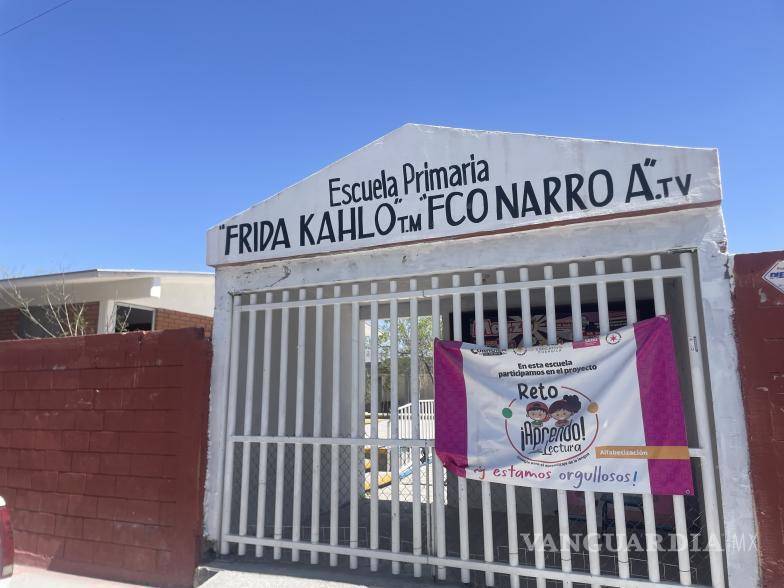 Escuela Primaria
"FRIDA KAHLO" T.M "FCO NARRO A". TV
En esta escuela
participamos en el proyecto
Reto
¡Aprendo!
Lectura
Alfabetización
¡y estamos orgullosos!
VANGUARDIA MX